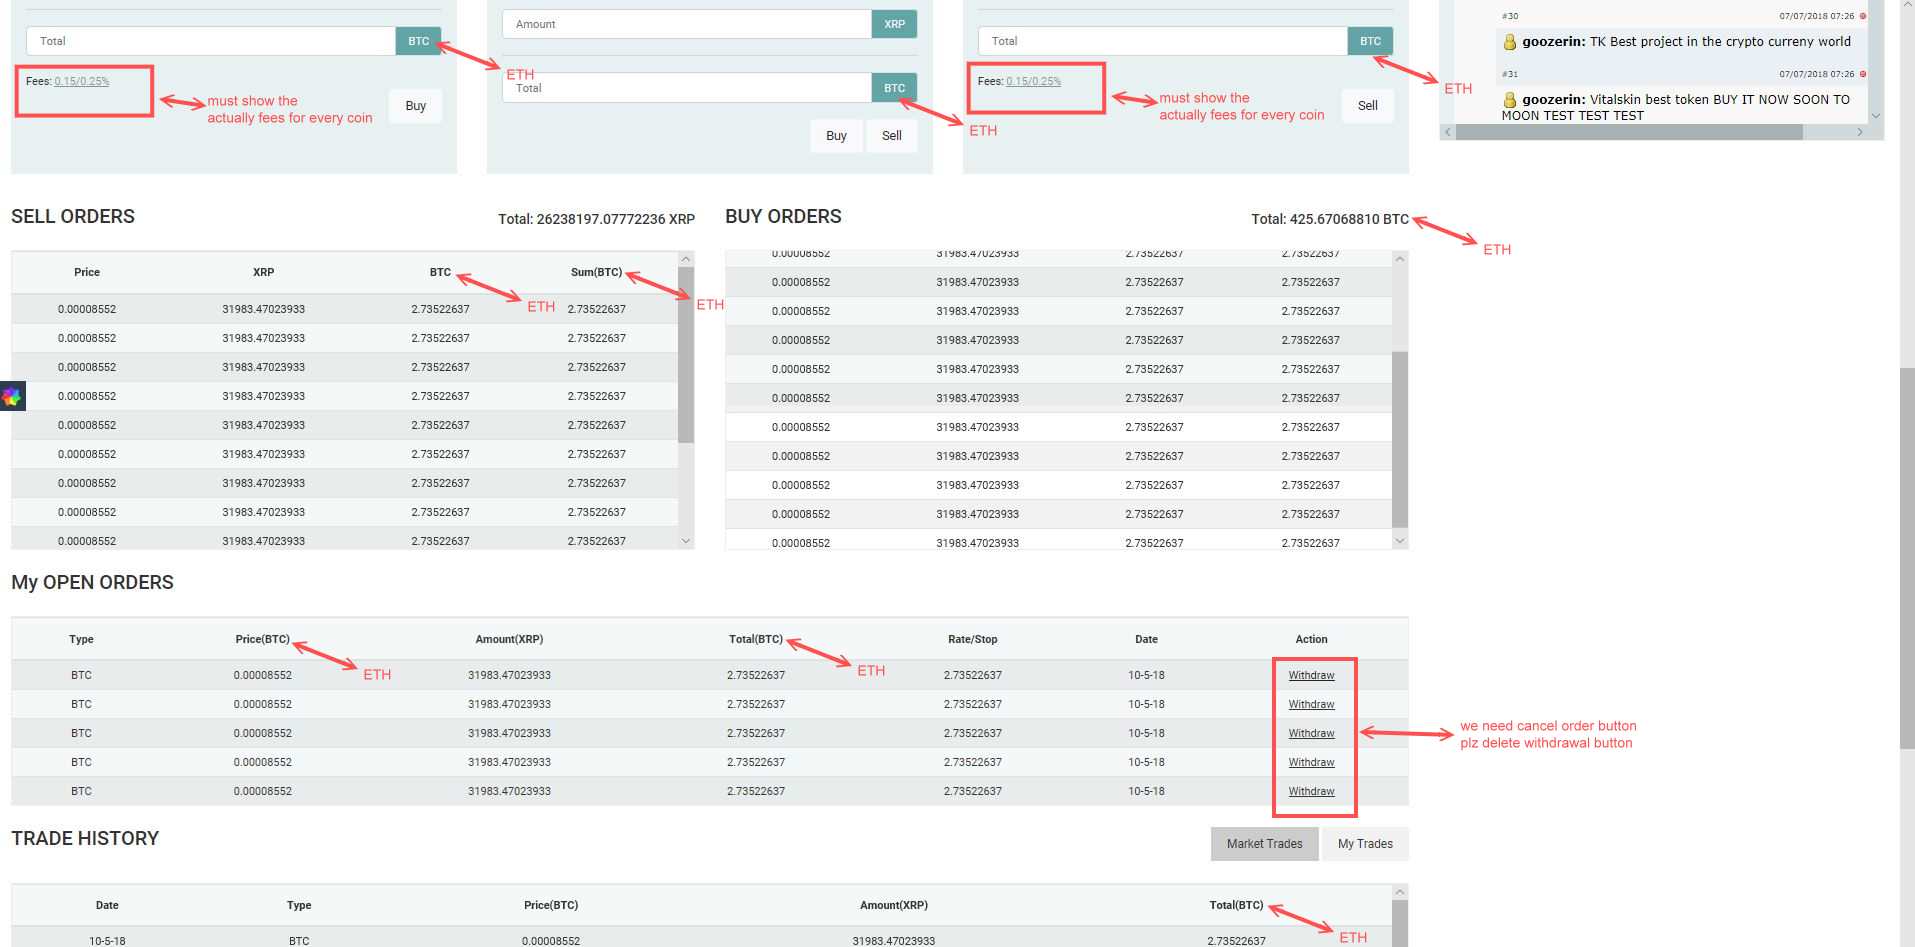 Total BTC
ETH
Fees: 0.15/0.25%
must show the
actually fees for every coin
Buy
Amount XRP
Total BTC
ETH
Buy Sell
Total BTC
ETH
Fees: 0.15/0.25%
must show the
actually fees for every coin
Sell
#30 07/07/2018 07:26
goozerin: TK Best project in the crypto curreny world
#31 07/07/2018 07:26
goozerin: Vitalskin best token BUY IT NOW SOON TO
MOON TEST TEST TEST
SELL ORDERS Total: 26238197.07772236 XRP
Price XRP BTC Sum(BTC)
ETH ETH
0.00008552 31983.47023933 2.73522637 2.73522637
0.00008552 31983.47023933 2.73522637 2.73522637
0.00008552 31983.47023933 2.73522637 2.73522637
0.00008552 31983.47023933 2.73522637 2.73522637
0.00008552 31983.47023933 2.73522637 2.73522637
0.00008552 31983.47023933 2.73522637 2.73522637
0.00008552 31983.47023933 2.73522637 2.73522637
0.00008552 31983.47023933 2.73522637 2.73522637
0.00008552 31983.47023933 2.73522637 2.73522637
BUY ORDERS Total: 425.67068810 BTC
ETH
0.00008552 31983.47023933 2.73522637 2.73522637
0.00008552 31983.47023933 2.73522637 2.73522637
0.00008552 31983.47023933 2.73522637 2.73522637
0.00008552 31983.47023933 2.73522637 2.73522637
0.00008552 31983.47023933 2.73522637 2.73522637
0.00008552 31983.47023933 2.73522637 2.73522637
0.00008552 31983.47023933 2.73522637 2.73522637
0.00008552 31983.47023933 2.73522637 2.73522637
0.00008552 31983.47023933 2.73522637 2.73522637
0.00008552 31983.47023933 2.73522637 2.73522637
0.00008552 31983.47023933 2.73522637 2.73522637
My OPEN ORDERS
Type Price(BTC) Amount(XRP) Total(BTC) Rate/Stop Date Action
ETH ETH
BTC 0.00008552 31983.47023933 2.73522637 2.73522637 10-5-18 Withdraw
BTC 0.00008552 31983.47023933 2.73522637 2.73522637 10-5-18 Withdraw
BTC 0.00008552 31983.47023933 2.73522637 2.73522637 10-5-18 Withdraw
BTC 0.00008552 31983.47023933 2.73522637 2.73522637 10-5-18 Withdraw
BTC 0.00008552 31983.47023933 2.73522637 2.73522637 10-5-18 Withdraw
we need cancel order button
plz delete withdrawal button
TRADE HISTORY Market Trades My Trades
Date Type Price(BTC) Amount(XRP) Total(BTC)
ETH
10-5-18 BTC 0.00008552 31983.47023933 2.73522637